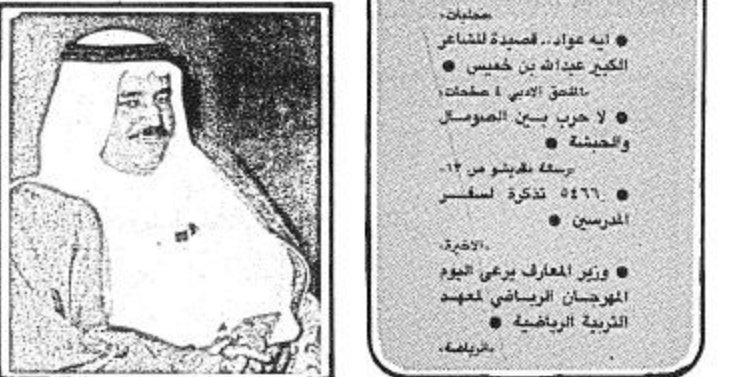 «محليات»
● ايه عواد.. قصيدة للشاعر
الكبير عبدالله بن خميس ●
«الملحق الادبي ٤ صفحات»
● لا حرب بين الصومال
والحبشة ●
«رسالة مقديشو ص ١٣»
● ٥٤٦٦ تذكرة لسفر
المدرسين ●
«الاخيرة»
● وزير المعارف يرعى اليوم
المهرجان الرياضي لمعهد
التربية الرياضية ●
«الرياضة»